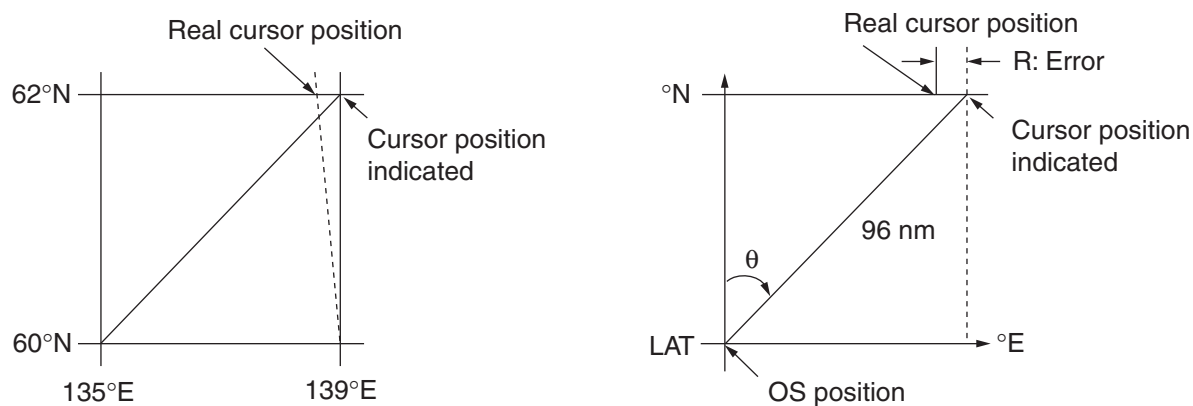 Real cursor position
62°N
Cursor position
indicated
60°N
135°E
139°E
Real cursor position
R: Error
°N
Cursor position
indicated
96 nm
θ
LAT
°E
OS position